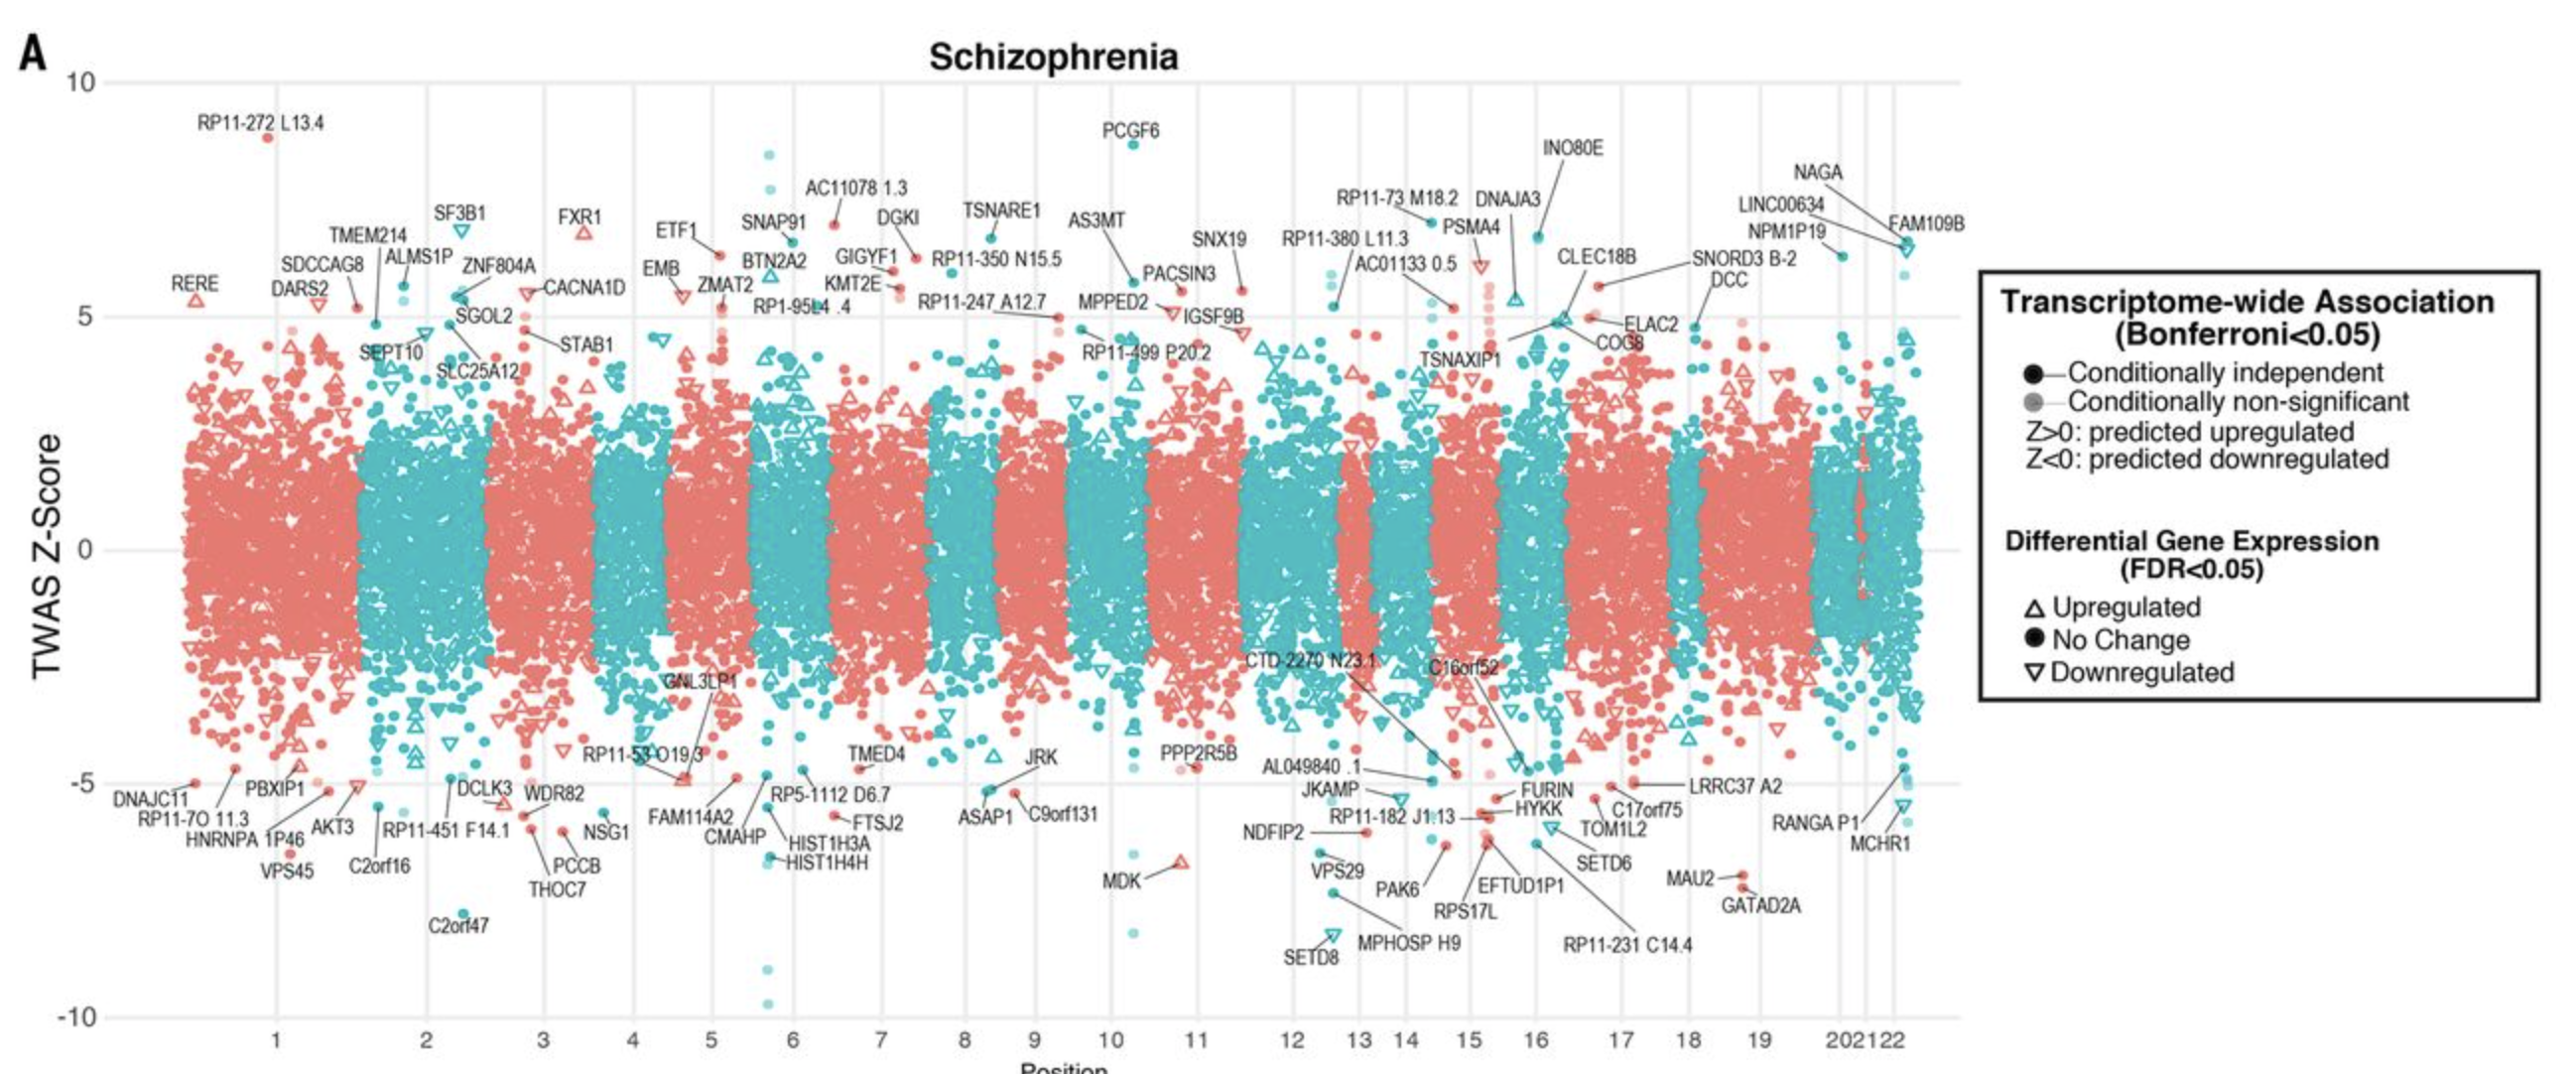 A
Schizophrenia
10
5
0
-5
-10
TWAS Z-Score
RP11-272 L13.4
PCGF6
INO80E
NAGA
AC11078 1.3
RP11-73 M18.2
DNAJA3
LINC00634
SF3B1
FXR1
SNAP91
DGKI
TSNARE1
AS3MT
PSMA4
FAM109B
TMEM214
ETF1
SNX19
RP11-380 L11.3
NPM1P19
ALMS1P
BTN2A2
GIGYF1
RP11-350 N15.5
CLEC18B
SNORD3 B-2
SDCCAG8
ZNF804A
EMB
AC01133 0.5
PACSIN3
DCC
RERE
DARS2
CACNA1D
ZMAT2
KMT2E
RP1-95L4 .4
RP11-247 A12.7
MPPED2
SGOL2
IGSF9B
ELAC2
SEPT10
STAB1
RP11-499 P20.2
COG8
TSNAXIP1
SLC25A12
CTD-2270 N23.1
C16orf52
GNL3LP1
RP11-53 O19.3
TMED4
JRK
PPP2R5B
AL049840 .1
DNAJC11
PBXIP1
DCLK3
WDR82
RP5-1112 D6.7
JKAMP
FURIN
LRRC37 A2
RP11-7O 11.3
FAM114A2
FTSJ2
ASAP1
C9orf131
RP11-182 J1:13
HYKK
C17orf75
HNRNPA 1P46
AKT3
RP11-451 F14.1
NSG1
CMAHP
NDFIP2
TOM1L2
RANGA P1
HIST1H3A
MCHR1
VPS45
C2orf16
PCCB
HIST1H4H
VPS29
SETD6
THOC7
MDK
PAK6
EFTUD1P1
MAU2
RPS17L
GATAD2A
C2orf47
SETD8
MPHOSP H9
RP11-231 C14.4
1 2 3 4 5 6 7 8 9 10 11 12 13 14 15 16 17 18 19 202122
Position
Transcriptome-wide Association
(Bonferroni<0.05)
Conditionally independent
Conditionally non-significant
Z>0: predicted upregulated
Z<0: predicted downregulated
Differential Gene Expression
(FDR<0.05)
Upregulated
No Change
Downregulated